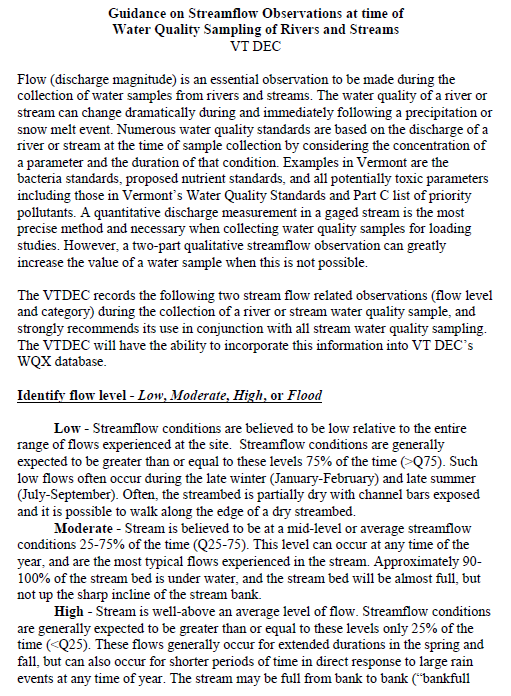 Guidance on Streamflow Observations at time of
Water Quality Sampling of Rivers and Streams
VT DEC
Flow (discharge magnitude) is an essential observation to be made during the
collection of water samples from rivers and streams. The water quality of a river or
stream can change dramatically during and immediately following a precipitation or
snow melt event. Numerous water quality standards are based on the discharge of a
river or stream at the time of sample collection by considering the concentration of
a parameter and the duration of that condition. Examples in Vermont are the
bacteria standards, proposed nutrient standards, and all potentially toxic parameters
including those in Vermont's Water Quality Standards and Part C list of priority
pollutants. A quantitative discharge measurement in a gaged stream is the most
precise method and necessary when collecting water quality samples for loading
studies. However, a two-part qualitative streamflow observation can greatly
increase the value of a water sample when this is not possible.
The VTDEC records the following two stream flow related observations (flow level
and category) during the collection of a river or stream water quality sample, and
strongly recommends its use in conjunction with all stream water quality sampling.
The VTDEC will have the ability to incorporate this information into VT DEC's
WQX database.
Identify flow level - Low, Moderate, High, or Flood
Low - Streamflow conditions are believed to be low relative to the entire
range of flows experienced at the site. Streamflow conditions are generally
expected to be greater than or equal to these levels 75% of the time (>Q75). Such
low flows often occur during the late winter (January-February) and late summer
(July-September). Often, the streambed is partially dry with channel bars exposed
and it is possible to walk along the edge of a dry streambed.
Moderate - Stream is believed to be at a mid-level or average streamflow
conditions 25-75% of the time (Q25-75). This level can occur at any time of the
year, and are the most typical flows experienced in the stream. Approximately 90-
100% of the stream bed is under water, and the stream bed will be almost full, but
not up the sharp incline of the stream bank.
High - Stream is well-above an average level of flow. Streamflow conditions
are generally expected to be greater than or equal to these levels only 25% of the
time (<Q25). These flows generally occur for extended durations in the spring and
fall, but can also occur for shorter periods of time in direct response to large rain
events at any time of year. The stream may be full from bank to bank ("bankfull